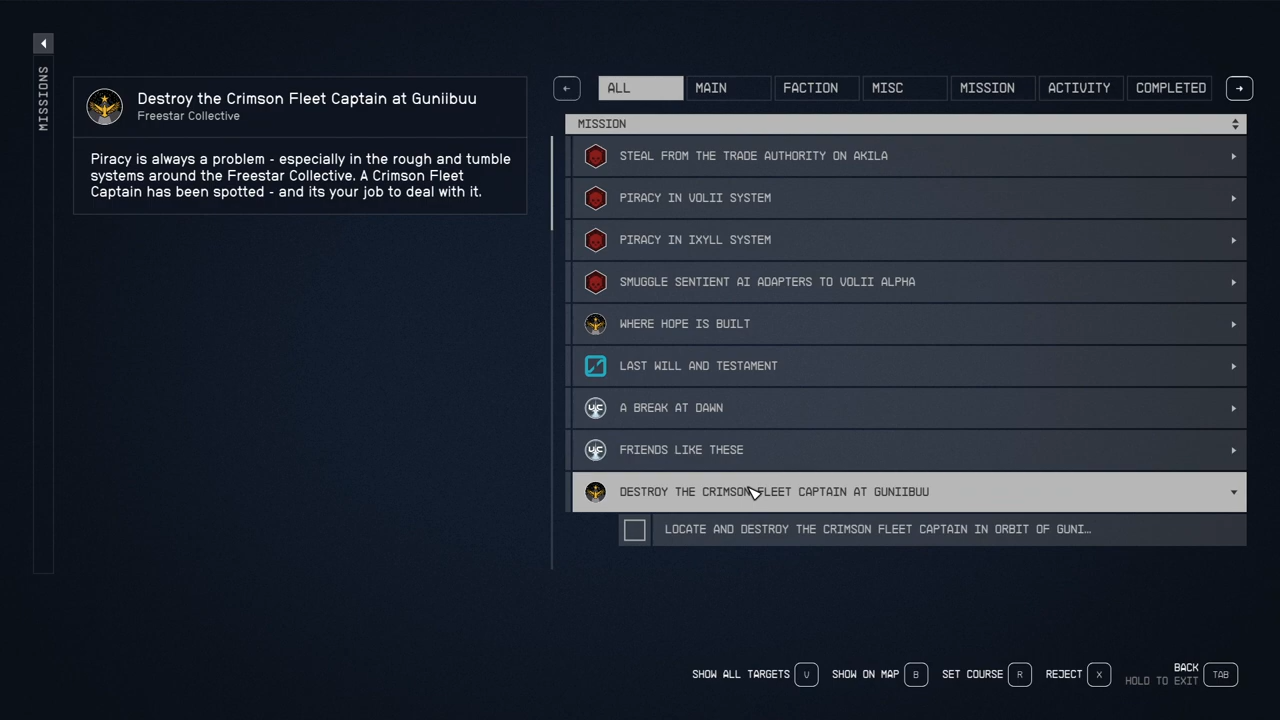 MISSIONS
Destroy the Crimson Fleet Captain at Guniibuu
Freestar Collective
Piracy is always a problem - especially in the rough and tumble
systems around the Freestar Collective. A Crimson Fleet
Captain has been spotted - and its your job to deal with it.
ALL MAIN FACTION MISC MISSION ACTIVITY COMPLETED
MISSION
STEAL FROM THE TRADE AUTHORITY ON AKILA
PIRACY IN VOLII SYSTEM
PIRACY IN IXYLL SYSTEM
SMUGGLE SENTIENT AI ADAPTERS TO VOLII ALPHA
WHERE HOPE IS BUILT
LAST WILL AND TESTAMENT
UC A BREAK AT DAWN
UC FRIENDS LIKE THESE
DESTROY THE CRIMSON FLEET CAPTAIN AT GUNIIBUU
LOCATE AND DESTROY THE CRIMSON FLEET CAPTAIN IN ORBIT OF GUNI…
SHOW ALL TARGETS V SHOW ON MAP B SET COURSE R REJECT X BACK TAB
HOLD TO EXIT